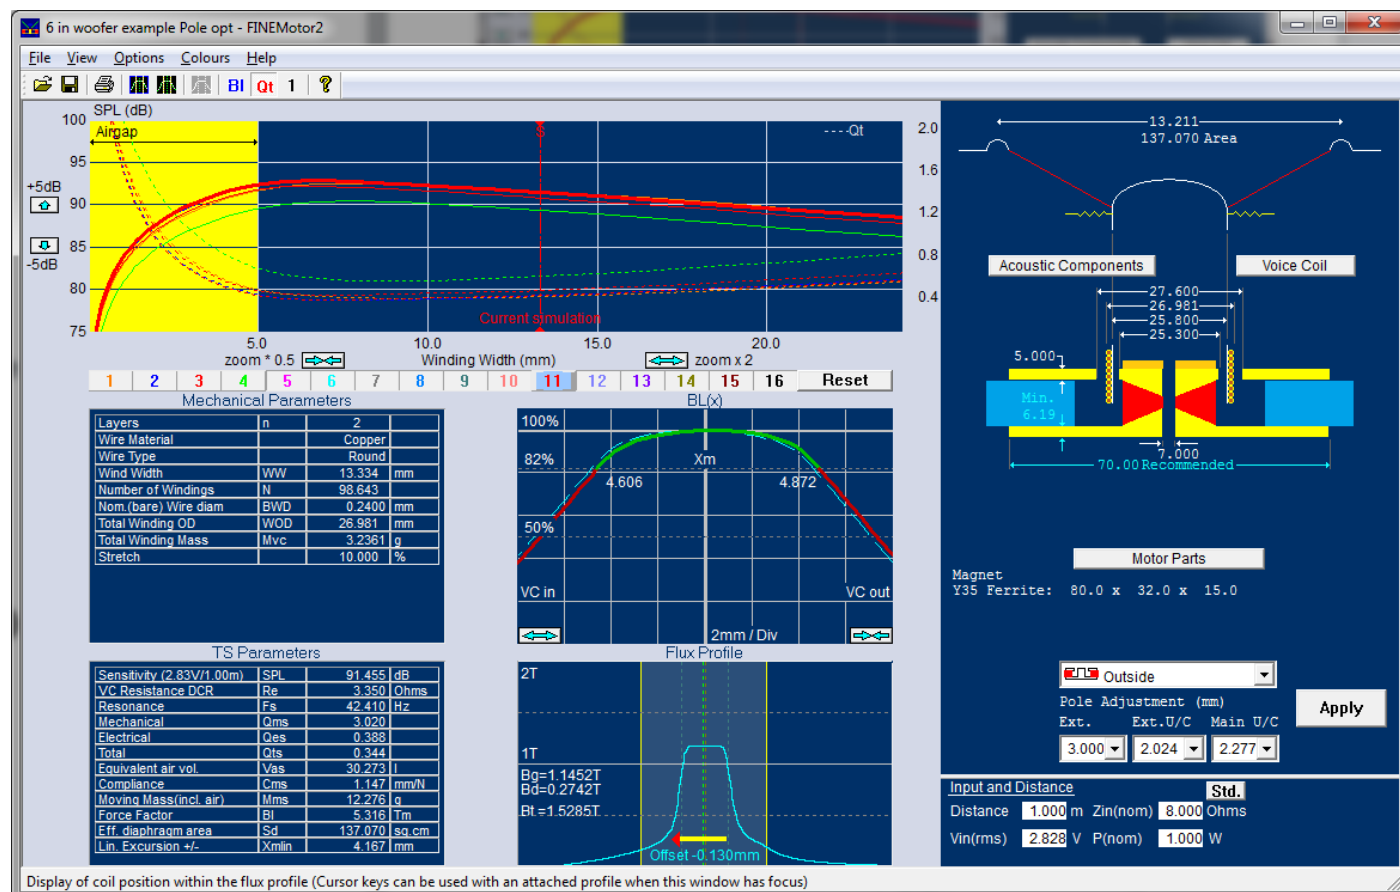 6 in woofer example Pole opt - FINEMotor2
File View Options Colours Help
Bl Qt 1
SPL (dB)
100 Airgap ----Qt 2.0
95 1.6
+5dB
90 1.2
85 0.8
-5dB
80 0.4
S
Current simulation
75
5.0 10.0 15.0 20.0
zoom * 0.5 Winding Width (mm) zoom x 2
1 2 3 4 5 6 7 8 9 10 11 12 13 14 15 16 Reset
Mechanical Parameters
Layers n 2
Wire Material Copper
Wire Type Round
Wind Width WW 13.334 mm
Number of Windings N 98.643
Nom.(bare) Wire diam BWD 0.2400 mm
Total Winding OD WOD 26.981 mm
Total Winding Mass Mvc 3.2361 g
Stretch 10.000 %
BL(x)
100%
82%
Xm
4.606 4.872
50%
VC in VC out
2mm / Div
TS Parameters
Sensitivity (2.83V/1.00m) SPL 91.455 dB
VC Resistance DCR Re 3.350 Ohms
Resonance Fs 42.410 Hz
Mechanical Qms 3.020
Electrical Qes 0.388
Total Qts 0.344
Equivalent air vol. Vas 30.273 l
Compliance Cms 1.147 mm/N
Moving Mass(incl. air) Mms 12.276 g
Force Factor Bl 5.316 Tm
Eff. diaphragm area Sd 137.070 sq.cm
Lin. Excursion +/- Xmlin 4.167 mm
Flux Profile
2T
1T
Bg=1.1452T
Bd=0.2742T
Bt =1.5285T
Offset -0.130mm
13.211
137.070 Area
Acoustic Components Voice Coil
27.600
26.981
25.800
25.300
5.000
Min.
6.19
7.000
70.00 Recommended
Motor Parts
Magnet
Y35 Ferrite: 80.0 x 32.0 x 15.0
Outside
Pole Adjustment (mm)
Ext. Ext.U/C Main U/C
3.000 2.024 2.277
Apply
Input and Distance Std.
Distance 1.000 m Zin(nom) 8.000 Ohms
Vin(rms) 2.828 V P(nom) 1.000 W
Display of coil position within the flux profile (Cursor keys can be used with an attached profile when this window has focus)